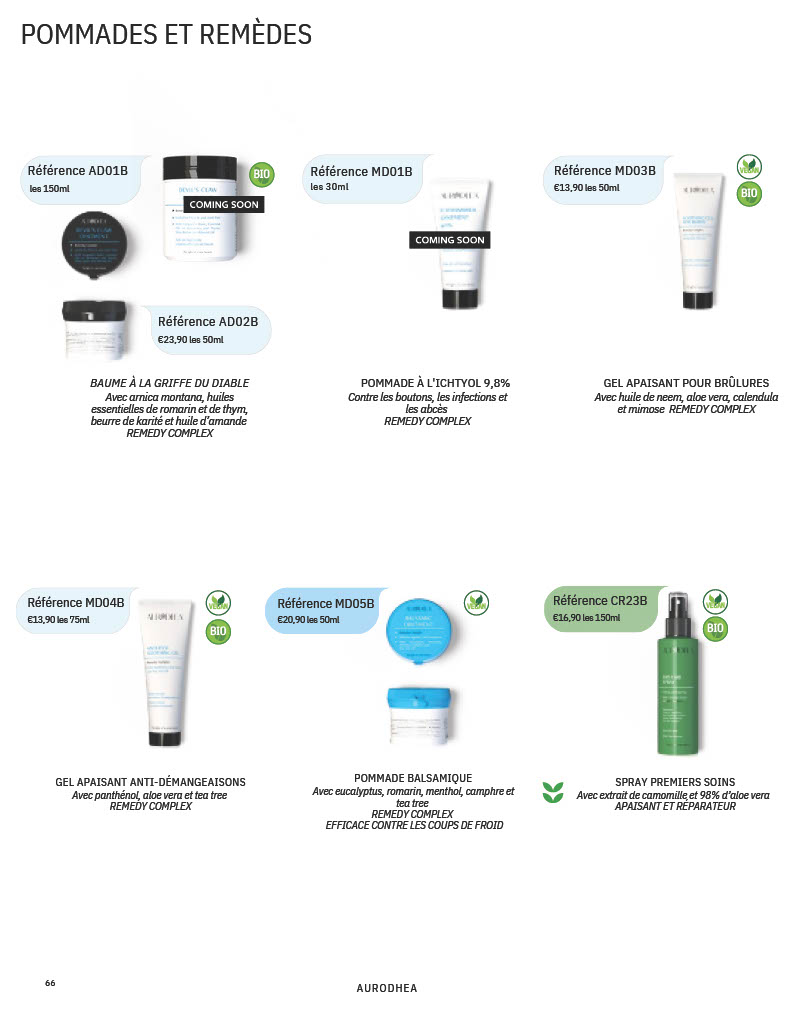 POMMADES ET REMÈDES
Référence AD01B
les 150ml
BIO
DEVIL'S CLAW
COMING SOON
AURODHEA
Référence AD02B
€23,90 les 50ml
BAUME À LA GRIFFE DU DIABLE
Avec arnica montana, huiles
essentielles de romarin et de thym,
beurre de karité et huile d'amande
REMEDY COMPLEX
Référence MD01B
les 30ml
AURODHEA
COMING SOON
POMMADE À L'ICHTYOL 9,8%
Contre les boutons, les infections et
les abcès
REMEDY COMPLEX
Référence MD03B
€13,90 les 50ml
VEGAN
BIO
AURODHEA
GEL APAISANT POUR BRÛLURES
Avec huile de neem, aloe vera, calendula
et mimose REMEDY COMPLEX
Référence MD04B
€13,90 les 75ml
VEGAN
BIO
AURODHEA
GEL APAISANT ANTI-DÉMANGEAISONS
Avec panthénol, aloe vera et tea tree
REMEDY COMPLEX
Référence MD05B
€20,90 les 50ml
VEGAN
AURODHEA
POMMADE BALSAMIQUE
Avec eucalyptus, romarin, menthol, camphre et
tea tree
REMEDY COMPLEX
EFFICACE CONTRE LES COUPS DE FROID
Référence CR23B
€16,90 les 150ml
VEGAN
BIO
AURODHEA
SPRAY PREMIERS SOINS
Avec extrait de camomille et 98% d'aloe vera
APAISANT ET RÉPARATEUR
66
AURODHEA